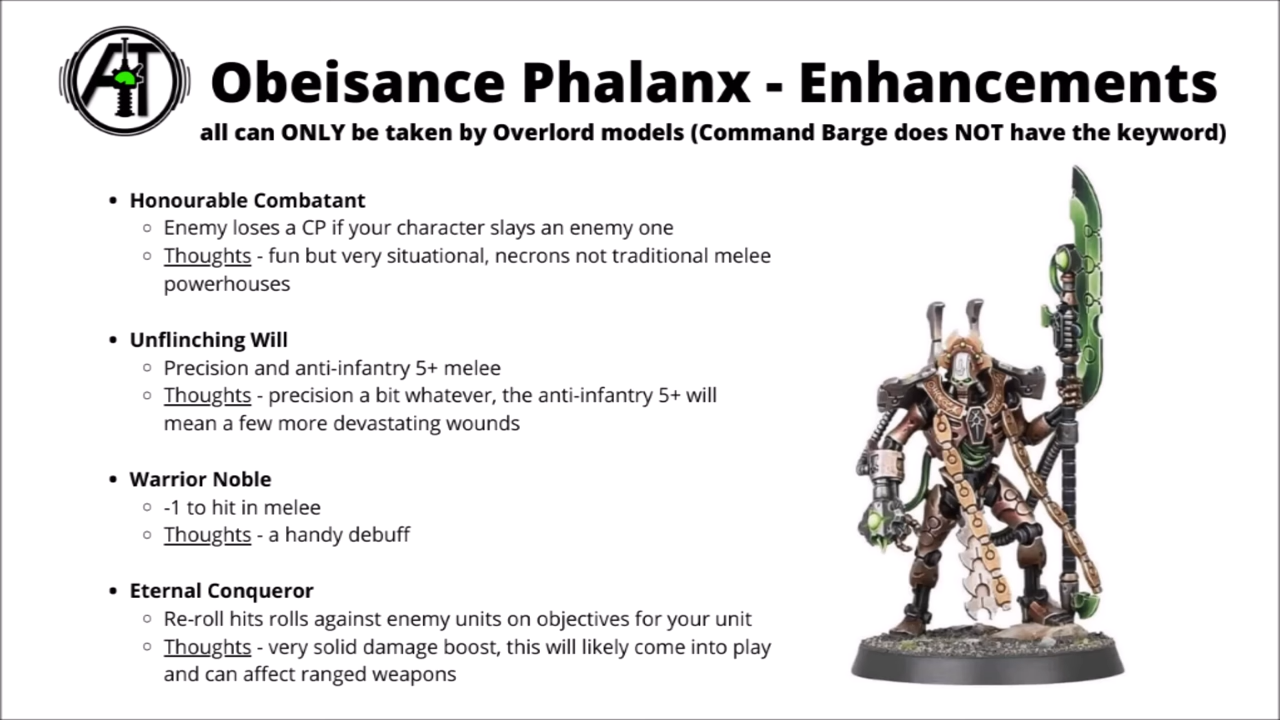 AT
Obeisance Phalanx - Enhancements
all can ONLY be taken by Overlord models (Command Barge does NOT have the keyword)
• Honourable Combatant
○ Enemy loses a CP if your character slays an enemy one
○ Thoughts - fun but very situational, necrons not traditional melee
powerhouses
• Unflinching Will
○ Precision and anti-infantry 5+ melee
○ Thoughts - precision a bit whatever, the anti-infantry 5+ will
mean a few more devastating wounds
• Warrior Noble
○ -1 to hit in melee
○ Thoughts - a handy debuff
• Eternal Conqueror
○ Re-roll hits rolls against enemy units on objectives for your unit
○ Thoughts - very solid damage boost, this will likely come into play
and can affect ranged weapons